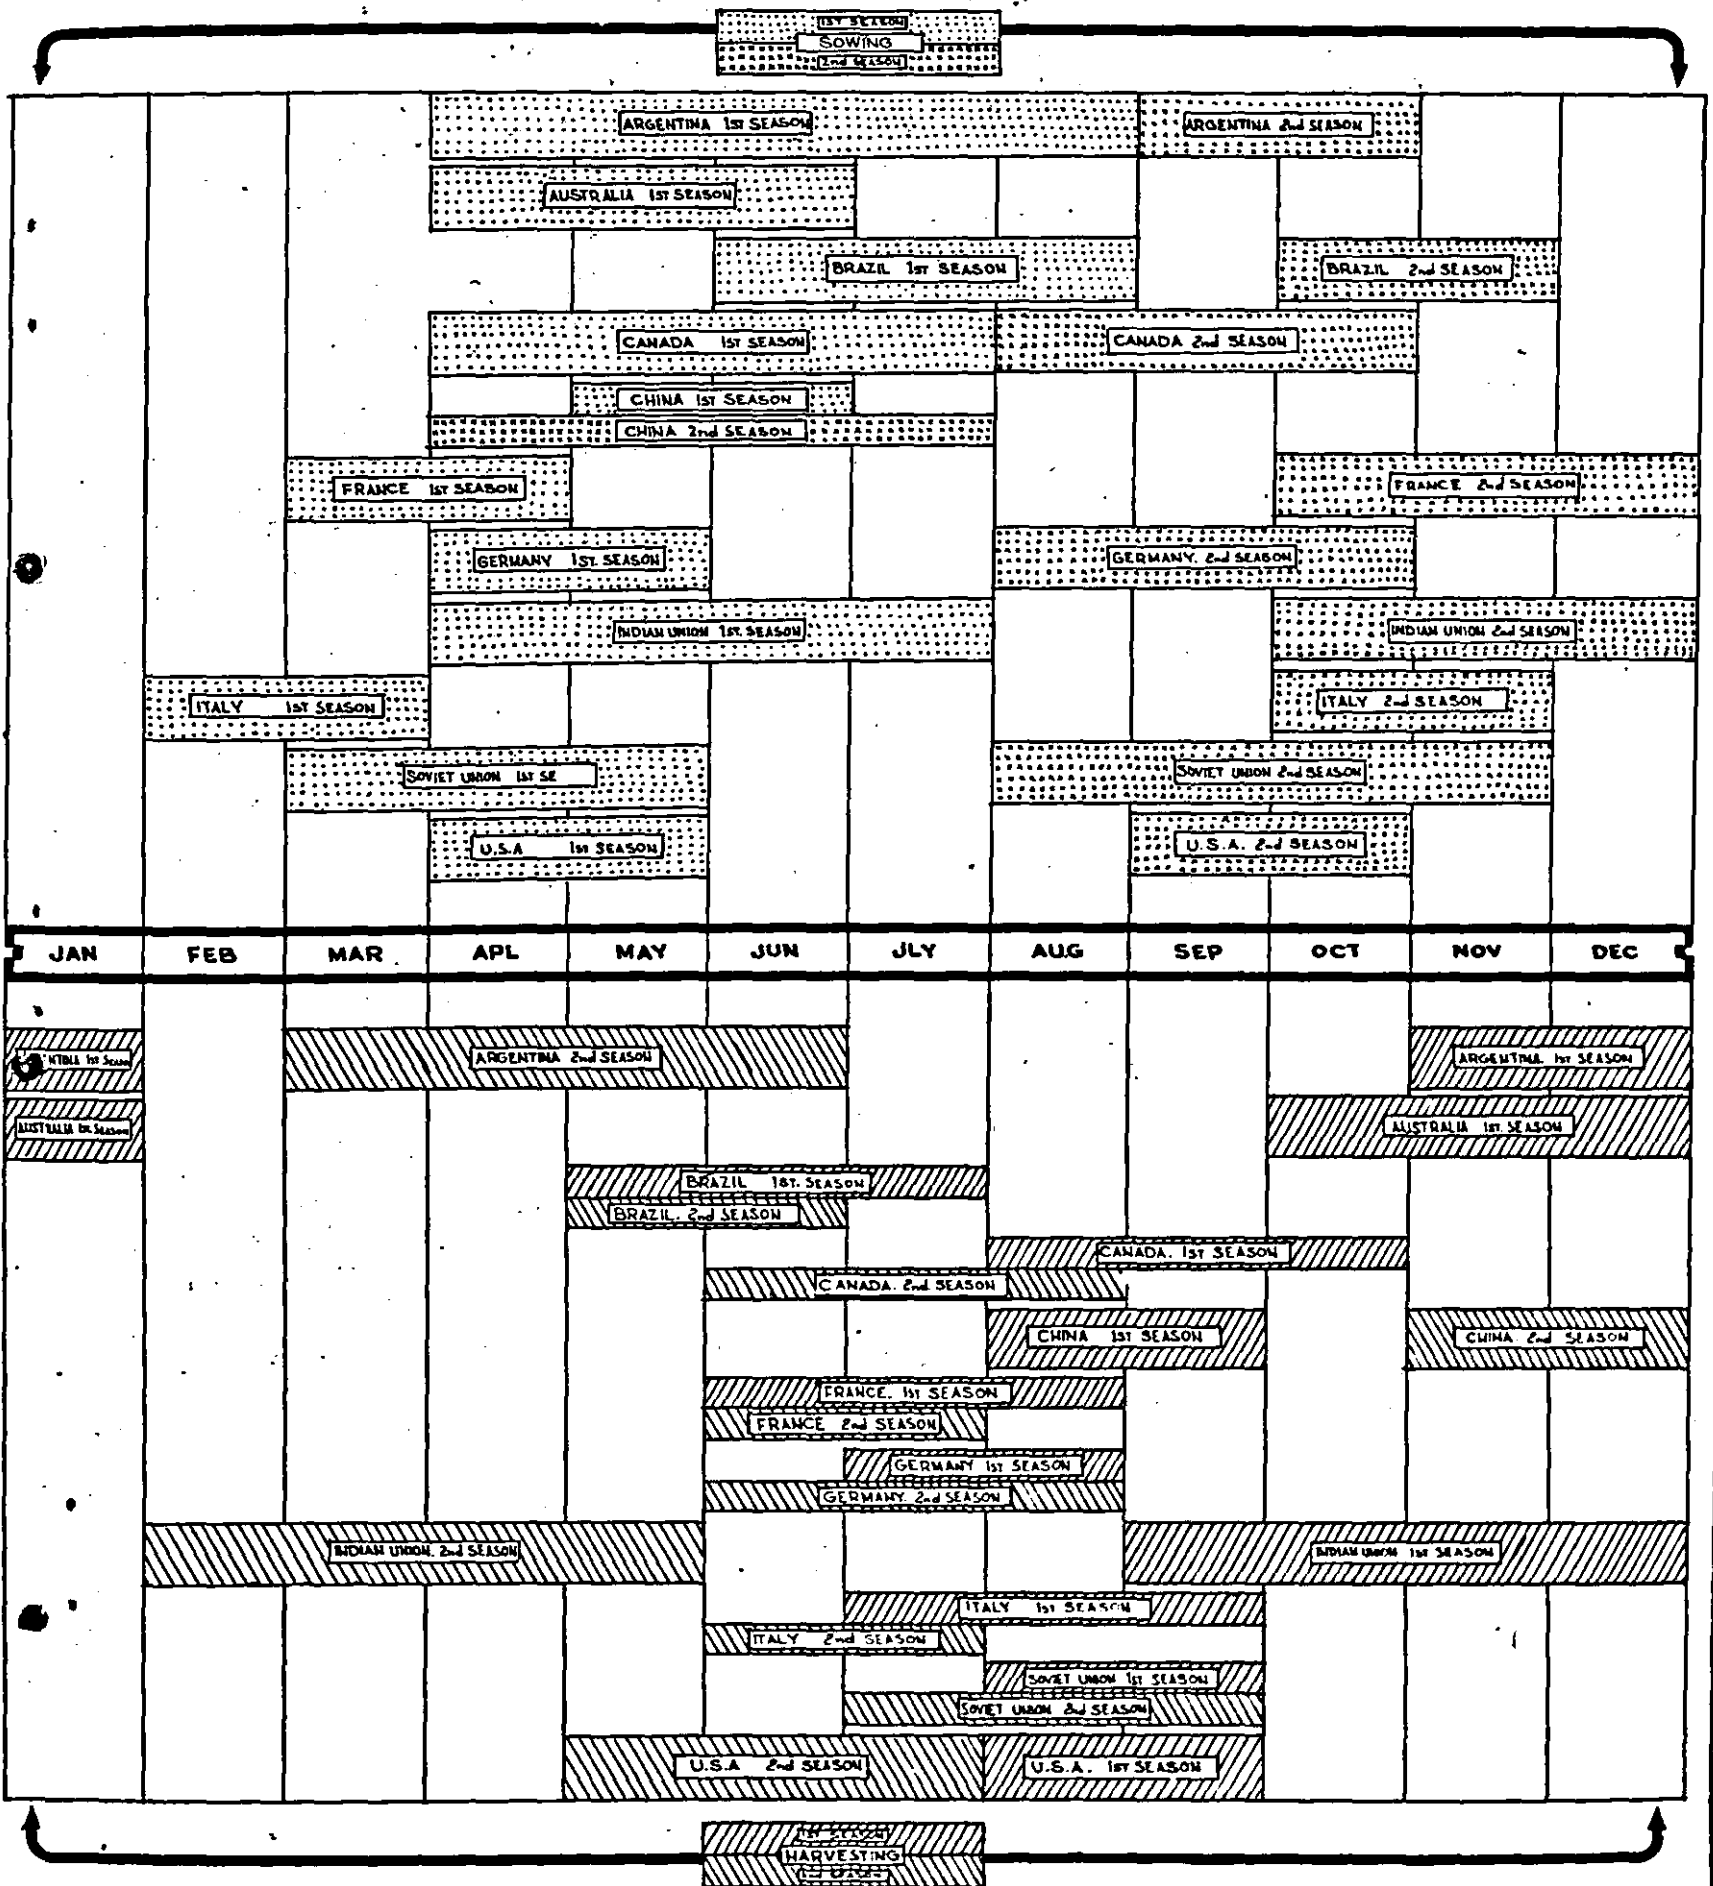 1ST SEASON
SOWING
2nd SEASON
ARGENTINA 1ST SEASON
ARGENTINA 2nd SEASON
AUSTRALIA 1ST SEASON
BRAZIL 1ST SEASON
BRAZIL 2nd SEASON
CANADA 1ST SEASON
CANADA 2nd SEASON
CHINA 1ST SEASON
CHINA 2nd SEASON
FRANCE 1ST SEASON
FRANCE 2nd SEASON
GERMANY 1ST. SEASON
GERMANY. 2nd SEASON
INDIAN UNION 1ST. SEASON
INDIAN UNION 2nd SEASON
ITALY 1ST SEASON
ITALY 2nd SEASON
SOVIET UNION 1ST SE
SOVIET UNION 2nd SEASON
U.S.A 1ST SEASON
U.S.A. 2nd SEASON
JAN FEB MAR APL MAY JUN JLY AUG SEP OCT NOV DEC
NTINA 1ST SEASON
ARGENTINA 2nd SEASON
ARGENTINA 1ST SEASON
AUSTRALIA 1ST SEASON
AUSTRALIA 1ST. SEASON
BRAZIL 1ST. SEASON
BRAZIL. 2nd SEASON
CANADA. 1ST SEASON
CANADA. 2nd SEASON
CHINA 1ST SEASON
CHINA 2nd SEASON
FRANCE. 1ST SEASON
FRANCE 2nd SEASON
GERMANY 1ST SEASON
GERMANY. 2nd SEASON
INDIAN UNION. 2nd SEASON
INDIAN UNION 1ST SEASON
ITALY 1ST SEASON
ITALY 2nd SEASON
SOVIET UNION 1ST SEASON
SOVIET UNION 2nd SEASON
U.S.A 2nd SEASON
U.S.A. 1ST SEASON
1ST SEASON
HARVESTING